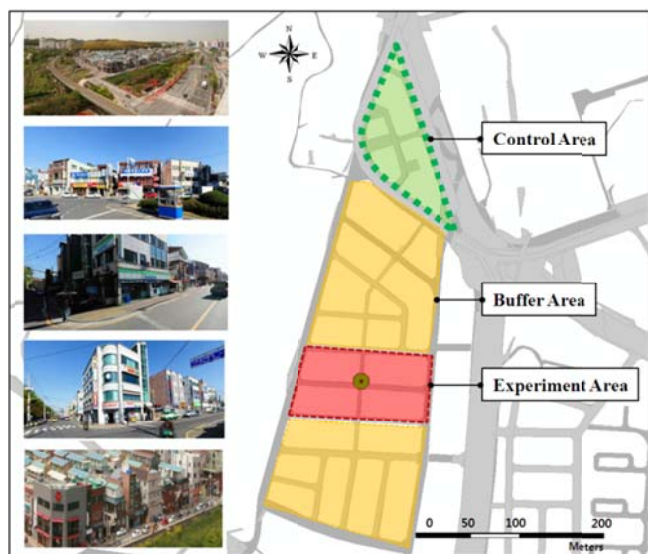 N
W E
S
Control Area
Buffer Area
Experiment Area
0 50 100 200
Meters